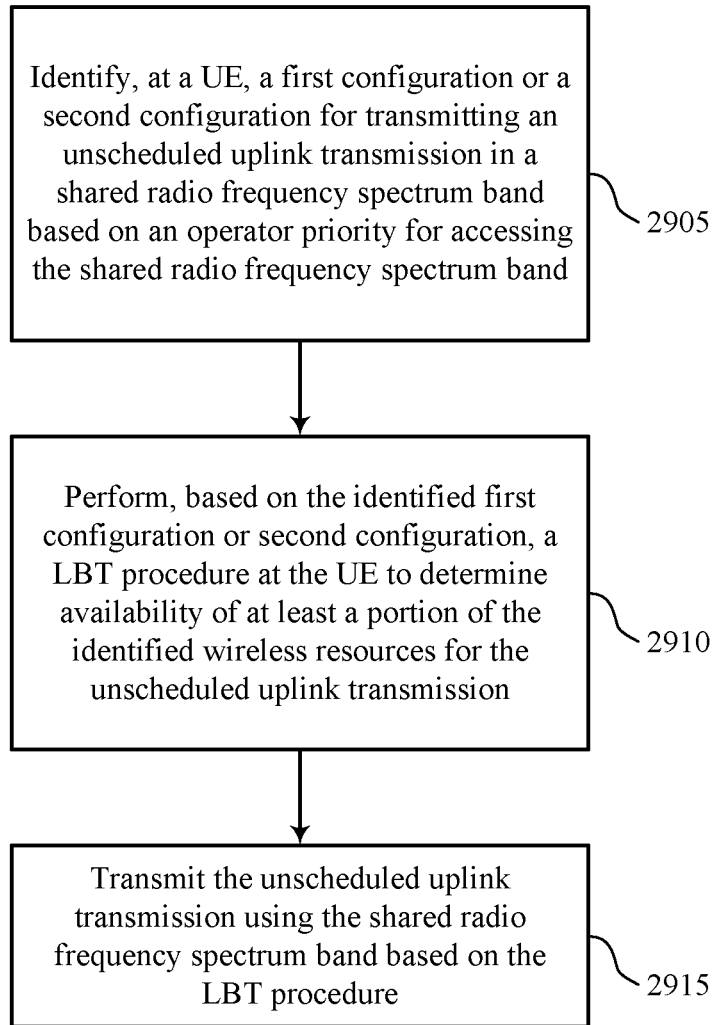 Identify, at a UE, a first configuration or a
second configuration for transmitting an
unscheduled uplink transmission in a
shared radio frequency spectrum band
based on an operator priority for accessing
the shared radio frequency spectrum band
2905
Perform, based on the identified first
configuration or second configuration, a
LBT procedure at the UE to determine
availability of at least a portion of the
identified wireless resources for the
unscheduled uplink transmission
2910
Transmit the unscheduled uplink
transmission using the shared radio
frequency spectrum band based on the
LBT procedure
2915